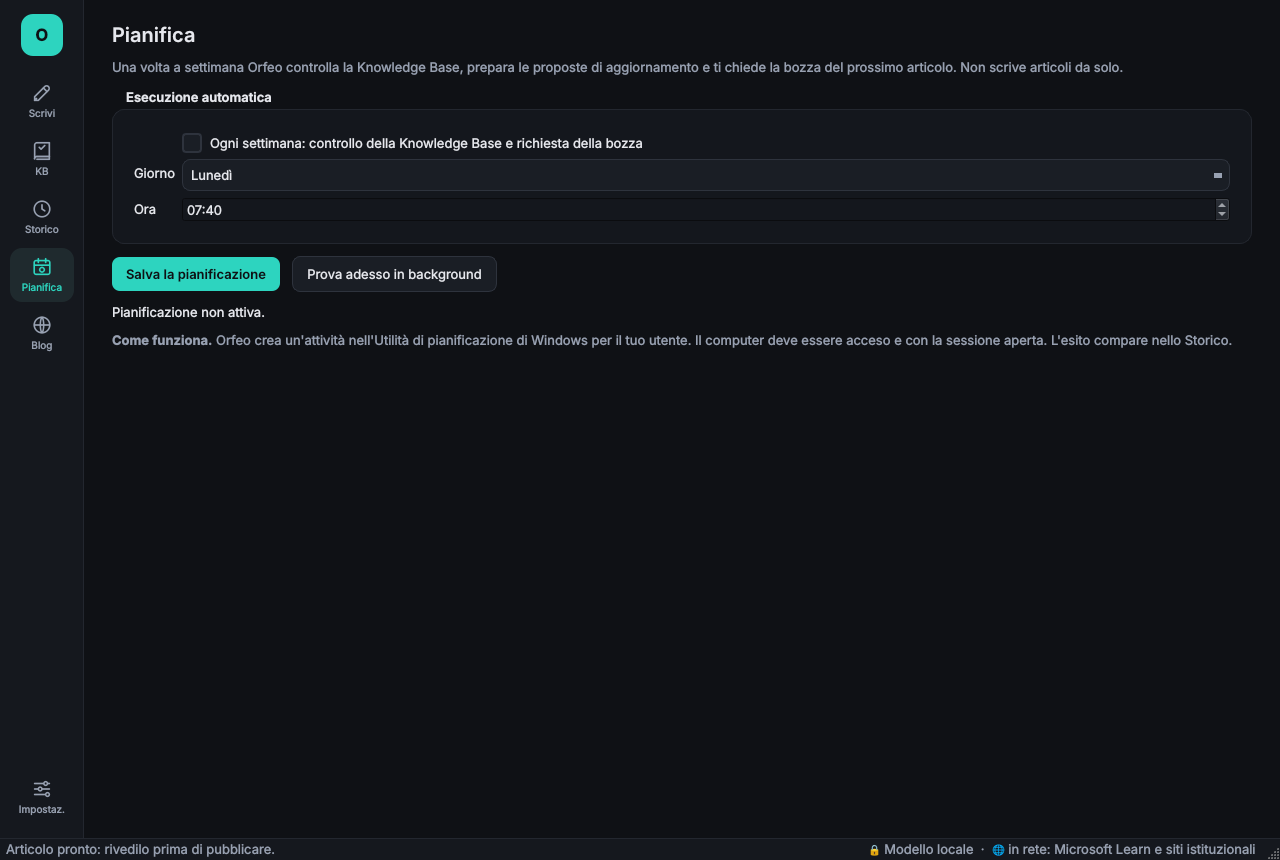 O
Scrivi
KB
Storico
Pianifica
Blog
Impostaz.
Pianifica
Una volta a settimana Orfeo controlla la Knowledge Base, prepara le proposte di aggiornamento e ti chiede la bozza del prossimo articolo. Non scrive articoli da solo.
Esecuzione automatica
Ogni settimana: controllo della Knowledge Base e richiesta della bozza
Giorno Lunedì
Ora 07:40
Salva la pianificazione Prova adesso in background
Pianificazione non attiva.
Come funziona. Orfeo crea un'attività nell'Utilità di pianificazione di Windows per il tuo utente. Il computer deve essere acceso e con la sessione aperta. L'esito compare nello Storico.
Articolo pronto: rivedilo prima di pubblicare. Modello locale · in rete: Microsoft Learn e siti istituzionali